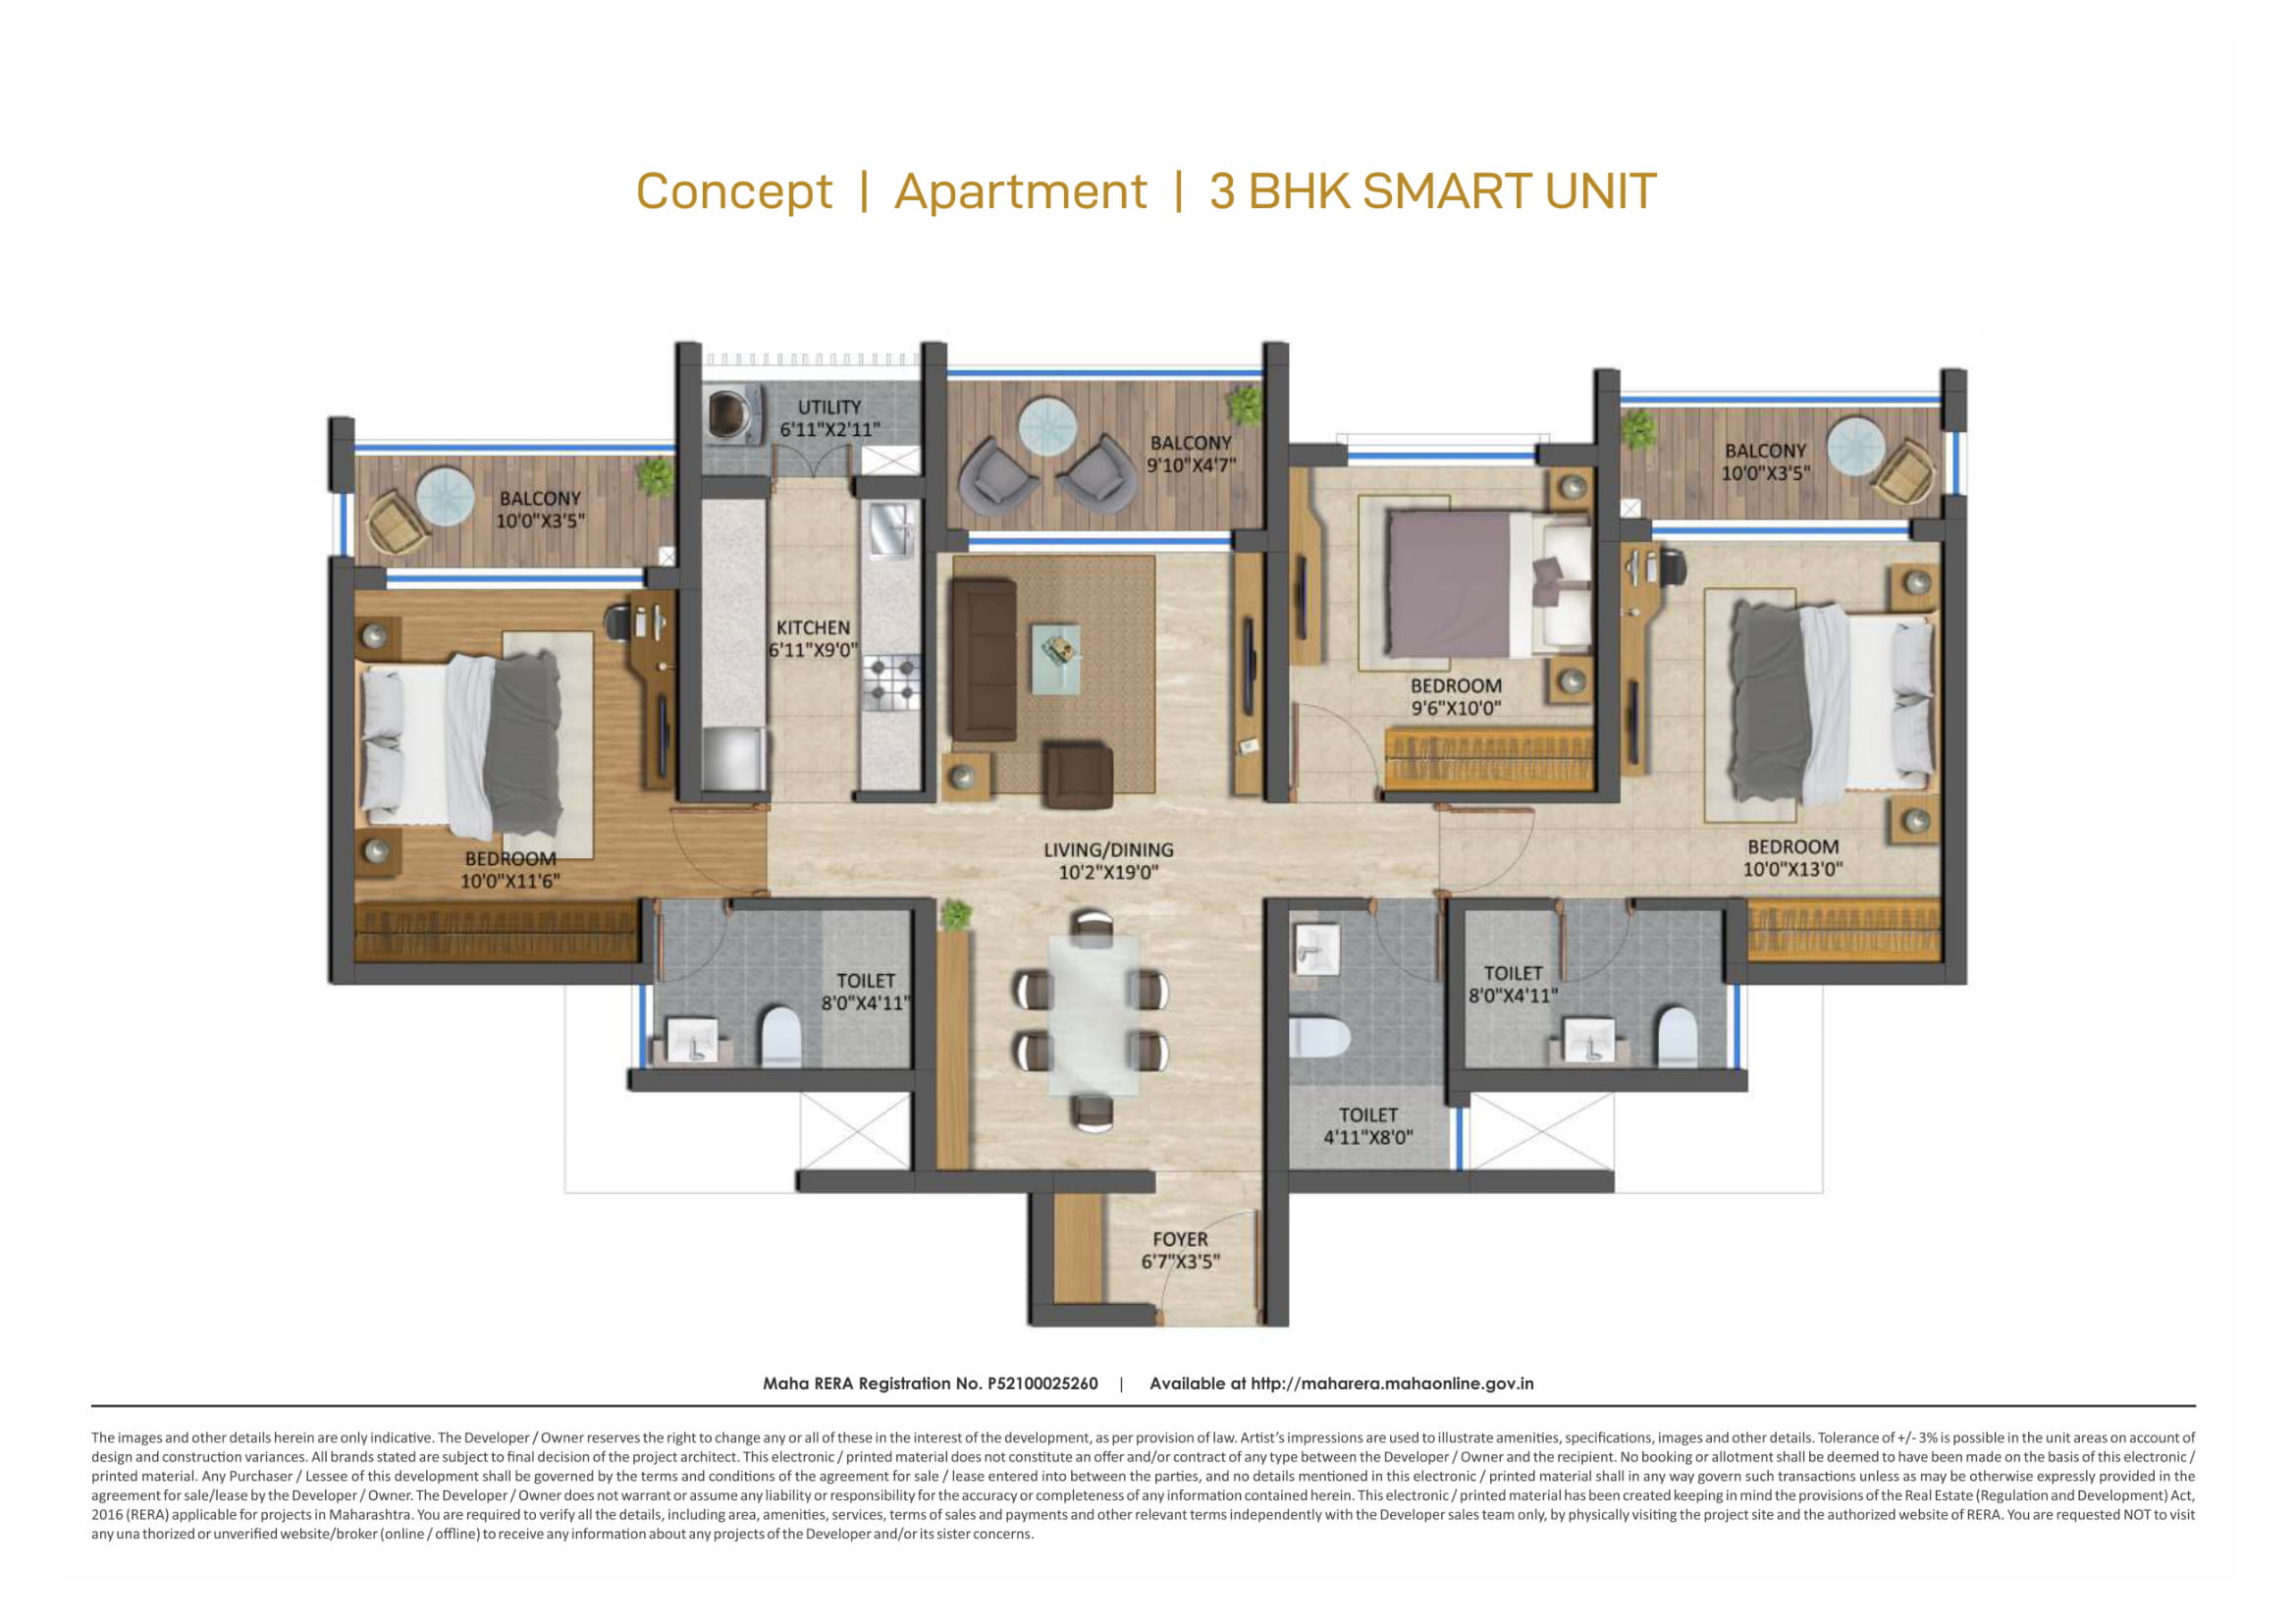 Concept | Apartment | 3 BHK SMART UNIT
UTILITY
6'11"X2'11"
BALCONY
9'10"X4'7"
BALCONY
10'0"X3'5"
BALCONY
10'0"X3'5"
KITCHEN
6'11"X9'0"
BEDROOM
9'6"X10'0"
BEDROOM
10'0"X11'6"
LIVING/DINING
10'2"X19'0"
BEDROOM
10'0"X13'0"
TOILET
8'0"X4'11"
TOILET
8'0"X4'11"
TOILET
4'11"X8'0"
FOYER
6'7"X3'5"
Maha RERA Registration No. P52100025260 | Available at http://maharera.mahaonline.gov.in
The images and other details herein are only indicative. The Developer / Owner reserves the right to change any or all of these in the interest of the development, as per provision of law. Artist's impressions are used to illustrate amenities, specifications, images and other details. Tolerance of +/- 3% is possible in the unit areas on account of
design and construction variances. All brands stated are subject to final decision of the project architect. This electronic / printed material does not constitute an offer and/or contract of any type between the Developer / Owner and the recipient. No booking or allotment shall be deemed to have been made on the basis of this electronic /
printed material. Any Purchaser / Lessee of this development shall be governed by the terms and conditions of the agreement for sale / lease entered into between the parties, and no details mentioned in this electronic / printed material shall in any way govern such transactions unless as may be otherwise expressly provided in the
agreement for sale/lease by the Developer / Owner. The Developer / Owner does not warrant or assume any liability or responsibility for the accuracy or completeness of any information contained herein. This electronic / printed material has been created keeping in mind the provisions of the Real Estate (Regulation and Development) Act,
2016 (RERA) applicable for projects in Maharashtra. You are required to verify all the details, including area, amenities, services, terms of sales and payments and other relevant terms independently with the Developer sales team only, by physically visiting the project site and the authorized website of RERA. You are requested NOT to visit
any una thorized or unverified website/broker (online / offline) to receive any information about any projects of the Developer and/or its sister concerns.